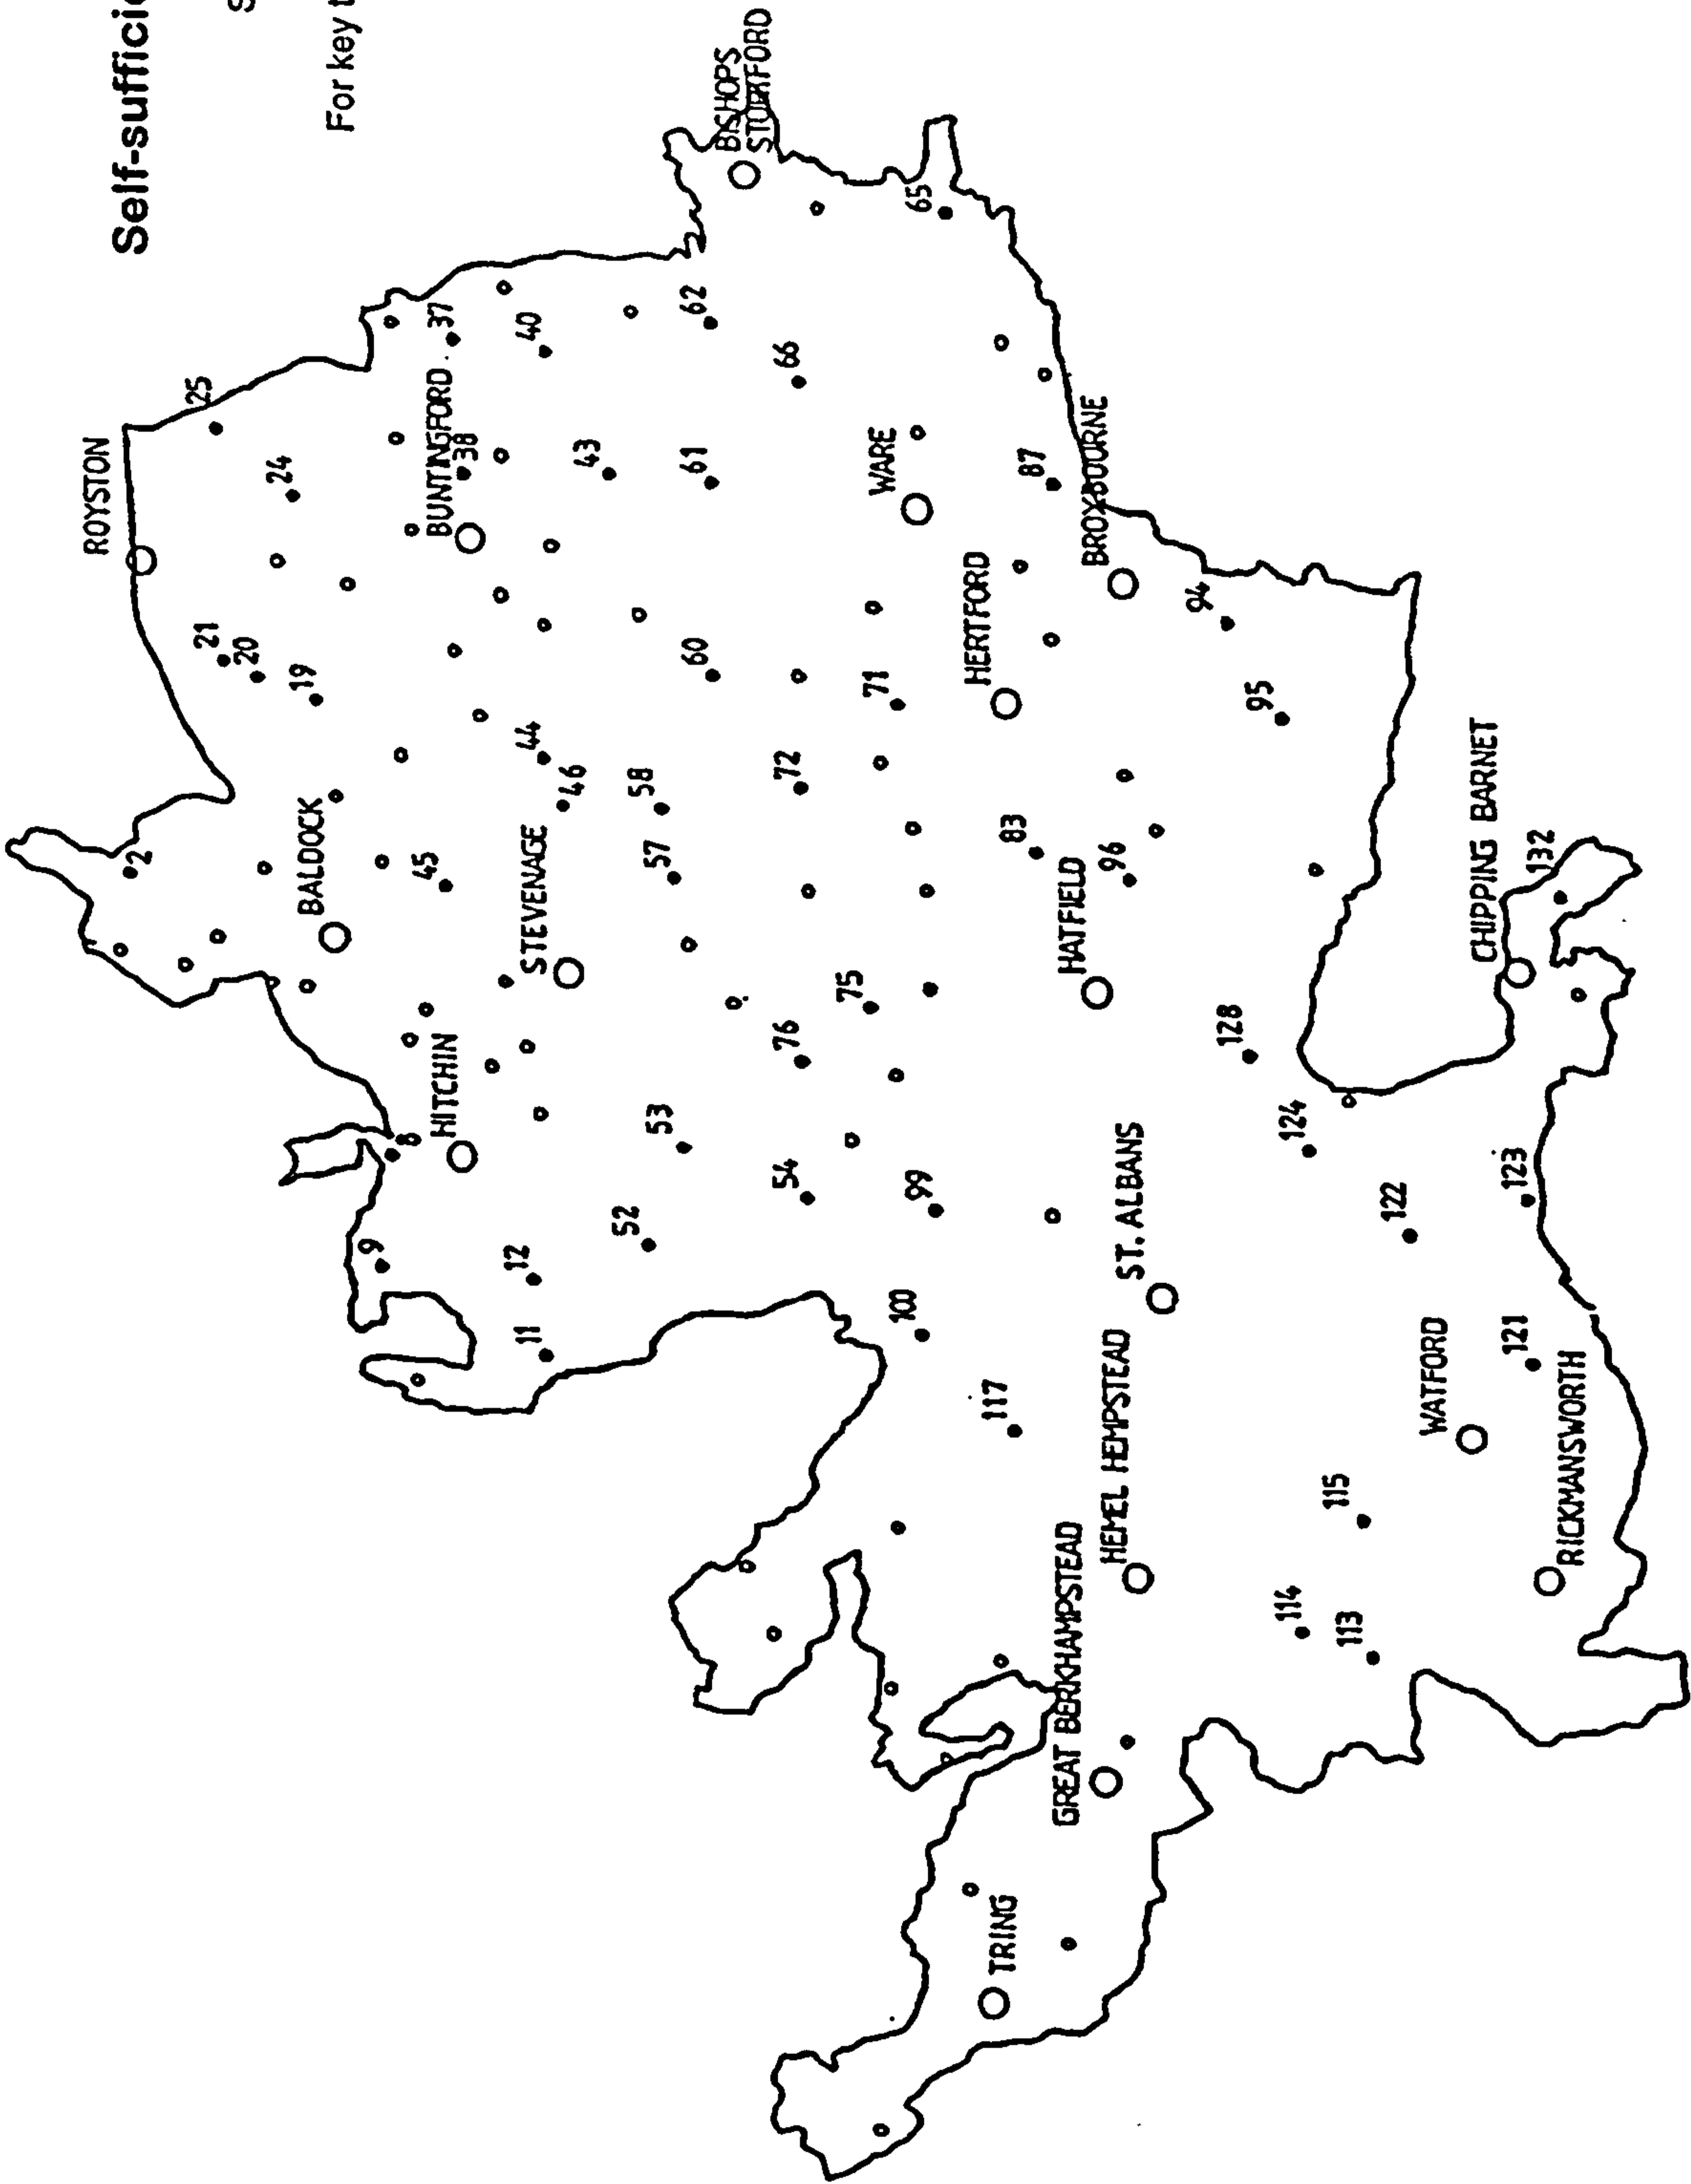 Self-suffici
S
For key t
ROYSTON
2
25
21
20
24
19
BALDOCK
9
8
45
HITCHIN
BUNTINGFORD
37
38
11
12
44
40
STEVENAGE
46
43
52
58
57
53
60
61
62
BISHOPS
STORTFORD
54
76
72
66
75
71
WARE
100
99
65
HERTFORD
117
83
87
GREAT BERKHAMPSTEAD
TRING
HATFIELD
BROXBOURNE
HEMEL HEMPSTEAD
ST. ALBANS
96
94
128
95
114
124
113
115
122
WATFORD
CHIPPING BARNET
121
123
132
RICKMANSWORTH